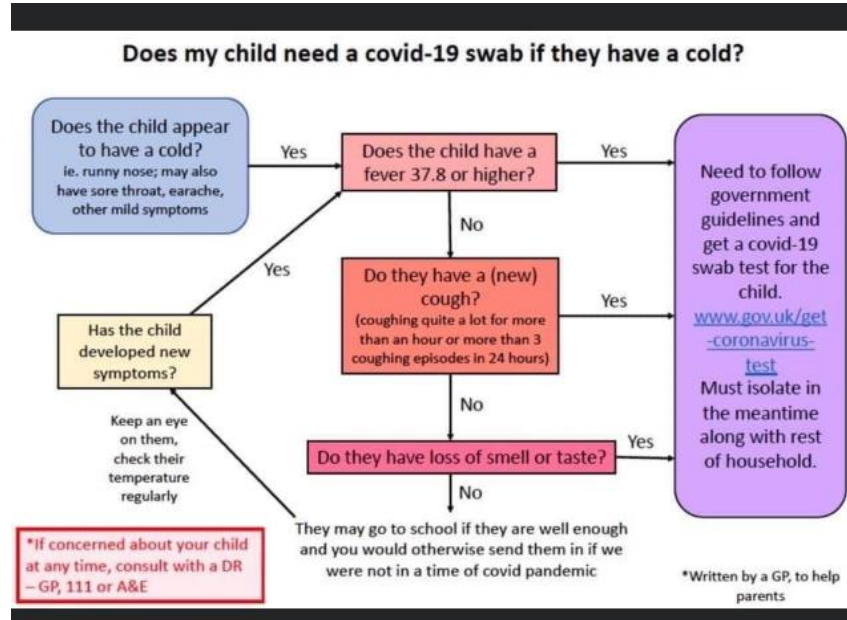 Does my child need a covid-19 swab if they have a cold?
Does the child appear
to have a cold?
ie. runny nose; may also
have sore throat, earache,
other mild symptoms
Yes
Does the child have a
fever 37.8 or higher?
Yes
No
Do they have a (new)
cough?
(coughing quite a lot for more
than an hour or more than 3
coughing episodes in 24 hours)
Yes
No
Do they have loss of smell or taste?
Yes
No
They may go to school if they are well enough
and you would otherwise send them in if we
were not in a time of covid pandemic
Keep an eye
on them,
check their
temperature
regularly
Has the child
developed new
symptoms?
Yes
Need to follow
government
guidelines and
get a covid-19
swab test for the
child.
www.gov.uk/get
-coronavirus-
test
Must isolate in
the meantime
along with rest
of household.
*If concerned about your child
at any time, consult with a DR
– GP, 111 or A&E
*Written by a GP, to help
parents